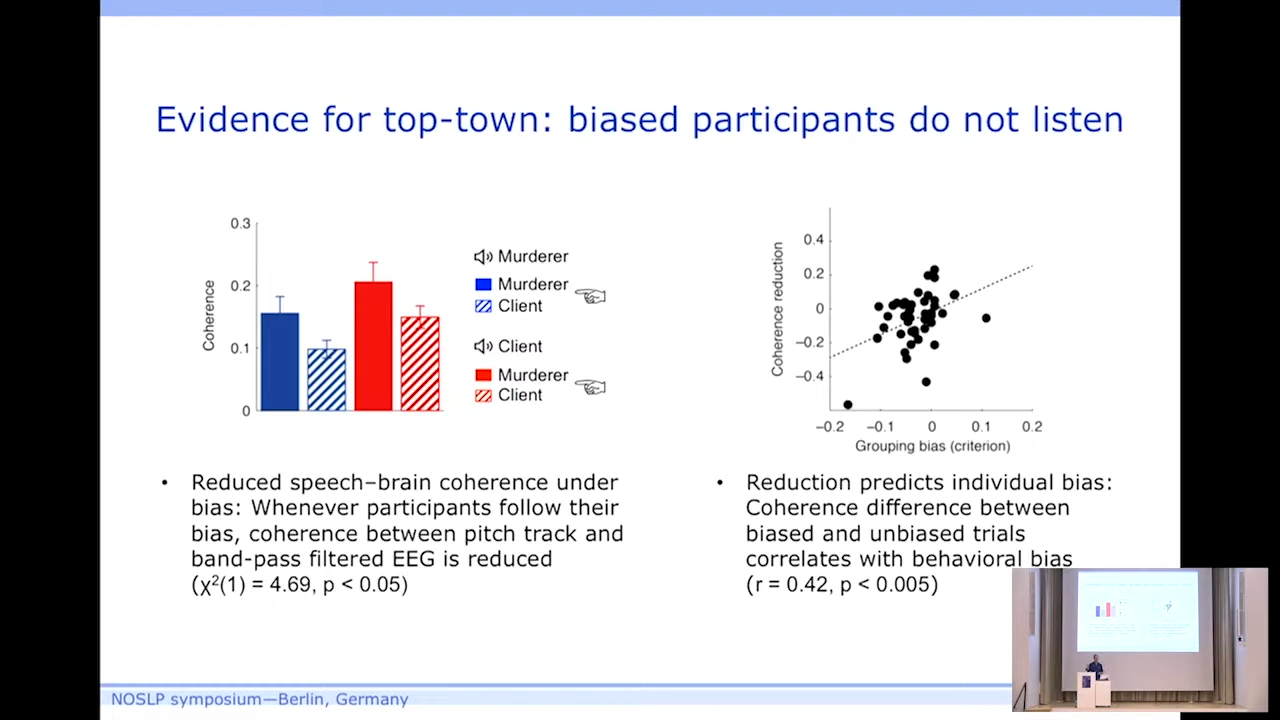 Evidence for top-town: biased participants do not listen
0.3
0.2
0.1
0
Coherence
Murderer
Murderer
Client
Client
Murderer
Client
0.4
0.2
0
−0.2
−0.4
Coherence reduction
−0.2 −0.1 0 0.1 0.2
Grouping bias (criterion)
• Reduced speech–brain coherence under
bias: Whenever participants follow their
bias, coherence between pitch track and
band-pass filtered EEG is reduced
(χ²(1) = 4.69, p < 0.05)
• Reduction predicts individual bias:
Coherence difference between
biased and unbiased trials
correlates with behavioral bias
(r = 0.42, p < 0.005)
NOSLP symposium—Berlin, Germany